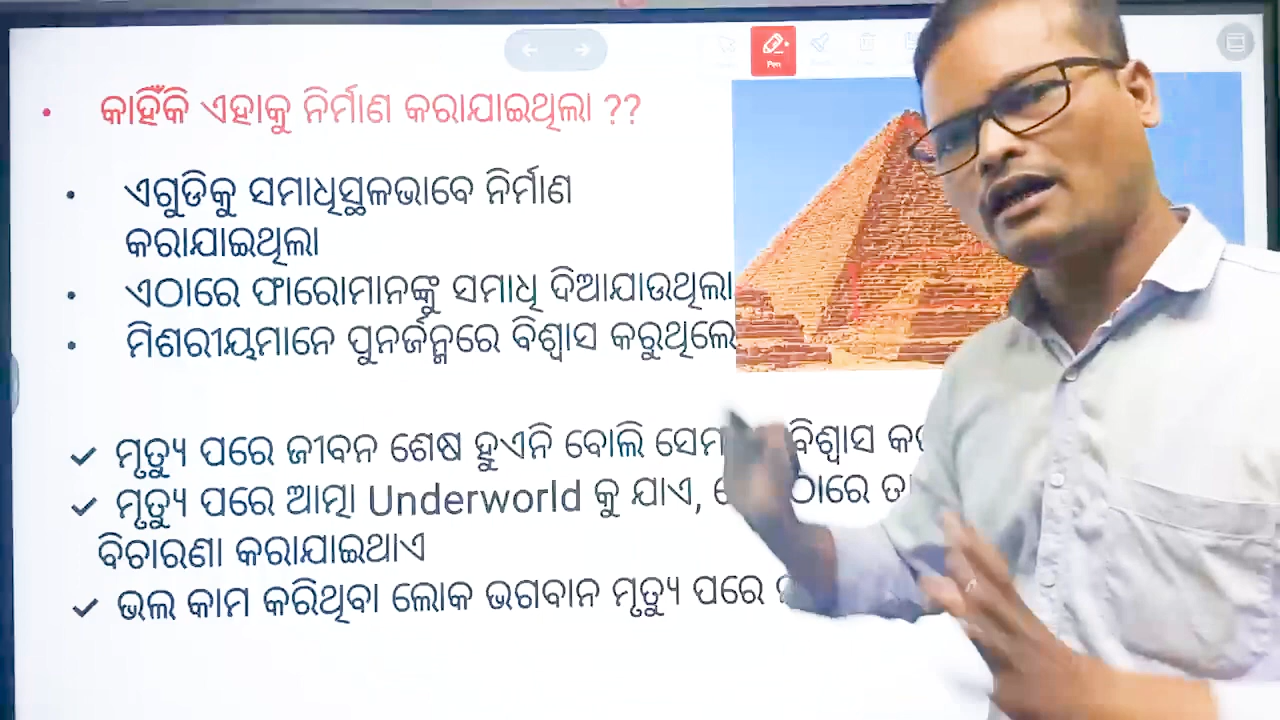 Pen
• କାହିଁକି ଏହାକୁ ନିର୍ମାଣ କରାଯାଇଥିଲା ??
• ଏଗୁଡିକୁ ସମାଧିସ୍ଥଳଭାବେ ନିର୍ମାଣ
କରାଯାଇଥିଲା
• ଏଠାରେ ଫାରୋମାନଙ୍କୁ ସମାଧି ଦିଆଯାଉଥିଲା
• ମିଶରୀୟମାନେ ପୁନର୍ଜନ୍ମରେ ବିଶ୍ୱାସ କରୁଥିଲେ
✓ ମୃତ୍ୟୁ ପରେ ଜୀବନ ଶେଷ ହୁଏନି ବୋଲି ବିଶ୍ୱାସ
✓ ମୃତ୍ୟୁ ପରେ ଆତ୍ମା Underworld କୁ ଯାଏ,
ବିଚାରଣା କରାଯାଇଥାଏ
✓ ଭଲ କାମ କରିଥିବା ଲୋକ ଭଗବାନ ମୃତ୍ୟୁ ପରେ